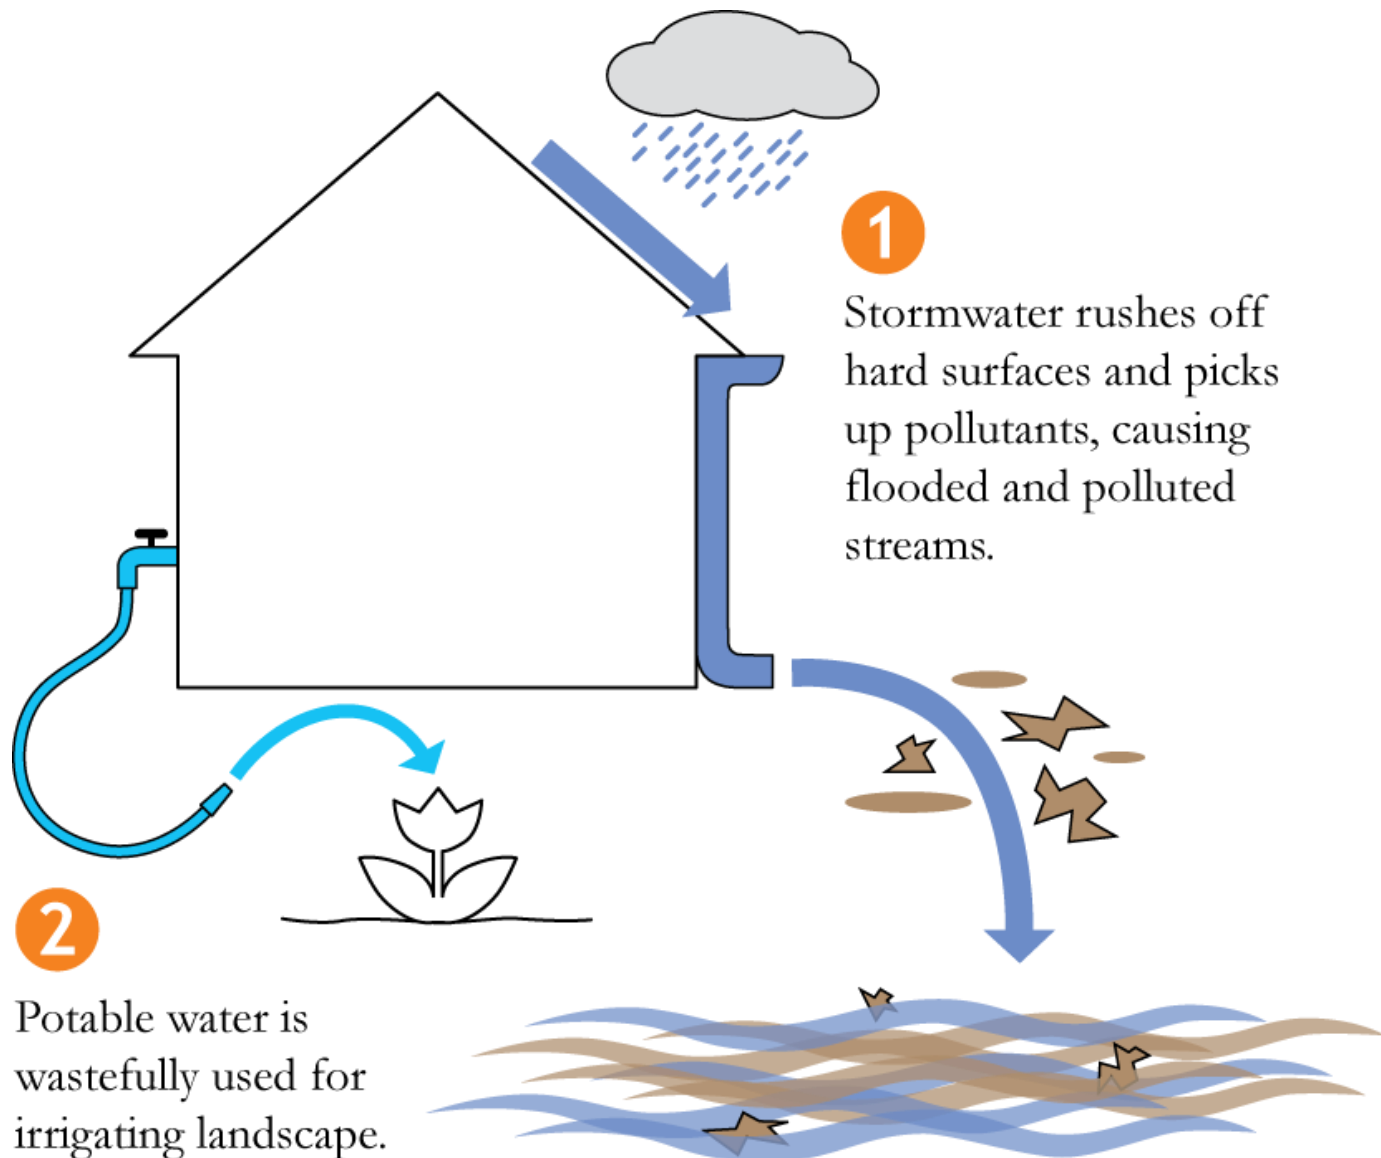 1
Stormwater rushes off
hard surfaces and picks
up pollutants, causing
flooded and polluted
streams.
2
Potable water is
wastefully used for
irrigating landscape.